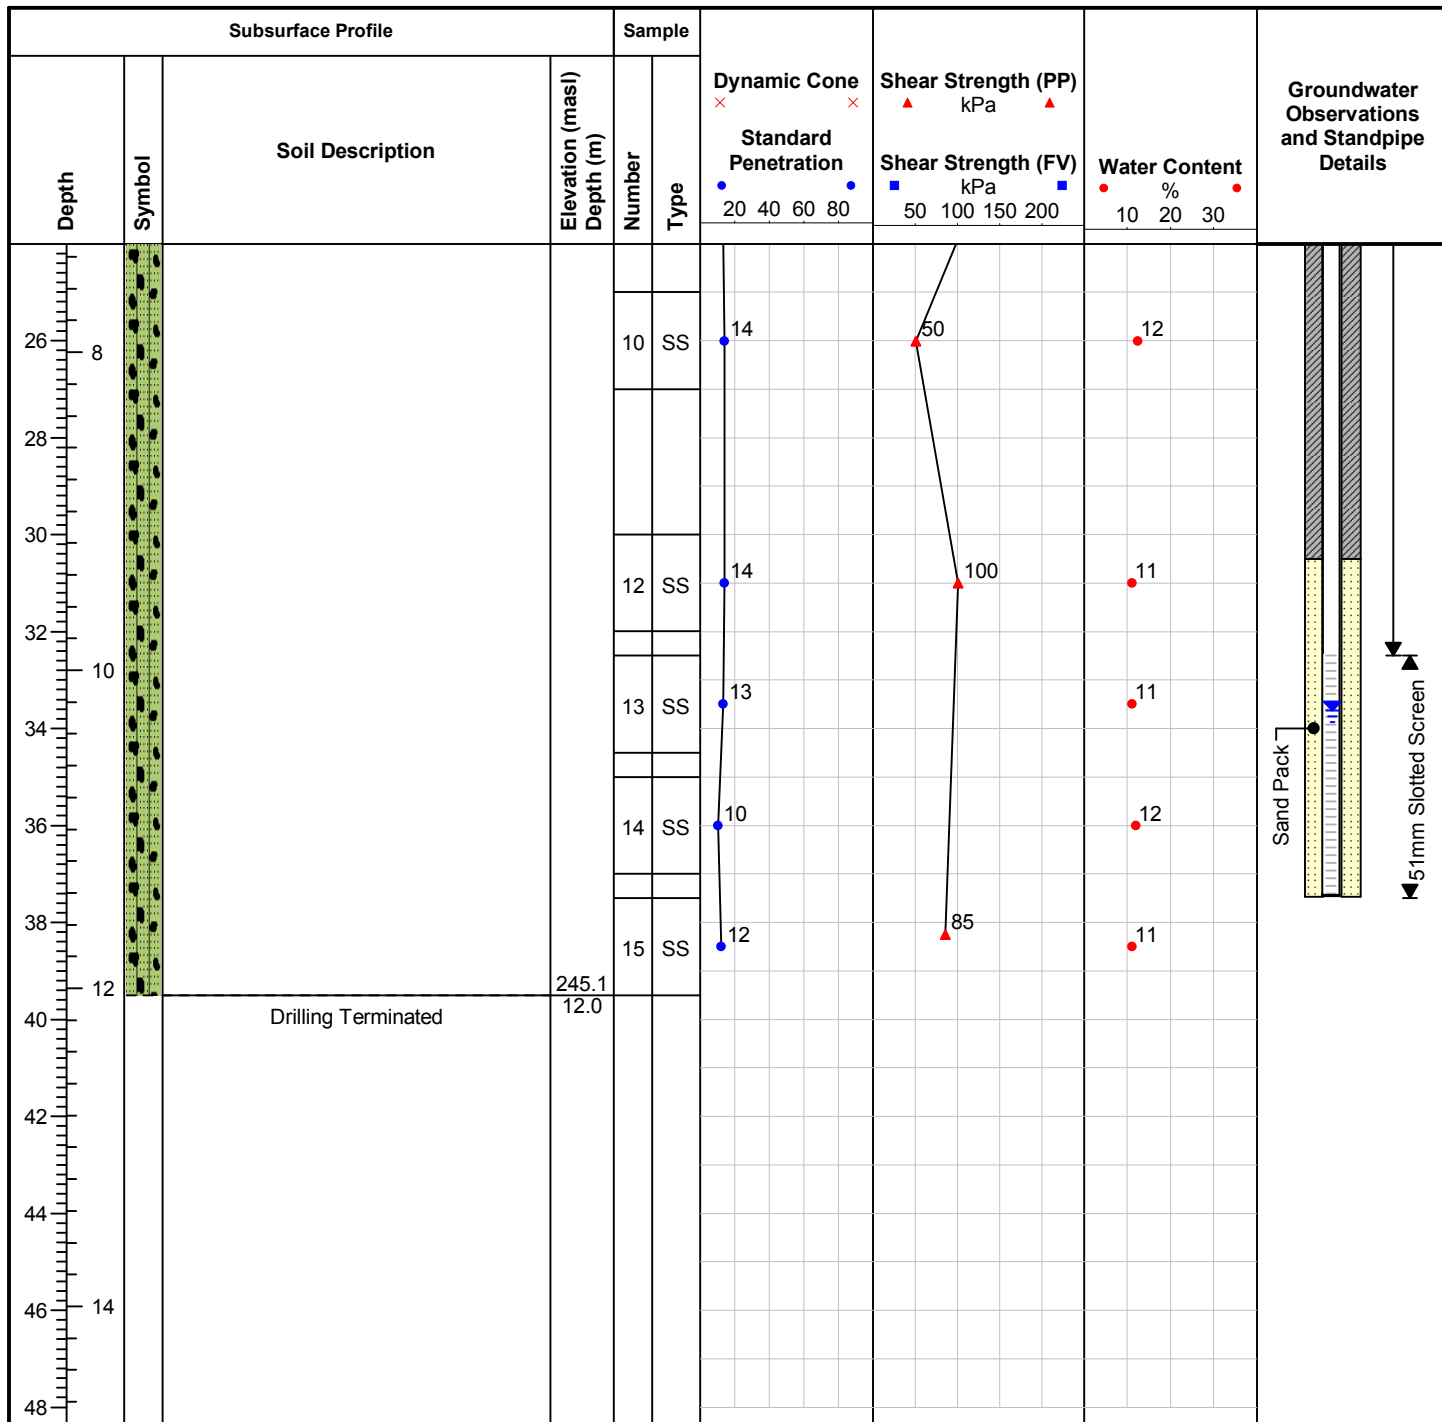 Subsurface Profile
Sample
Depth
Symbol
Soil Description
Elevation (masl)
Depth (m)
Number
Type
Dynamic Cone
Standard
Penetration
20 40 60 80
Shear Strength (PP)
kPa
Shear Strength (FV)
kPa
50 100 150 200
Water Content
%
10 20 30
Groundwater
Observations
and Standpipe
Details
26 8 10 SS 14 50 12
28
30
12 SS 14 100 11
32
10
13 SS 13 11
34
Sand Pack
51mm Slotted Screen
36 14 SS 10 12
38
15 SS 12 85 11
12 245.1
12.0
40 Drilling Terminated
42
44
46 14
48